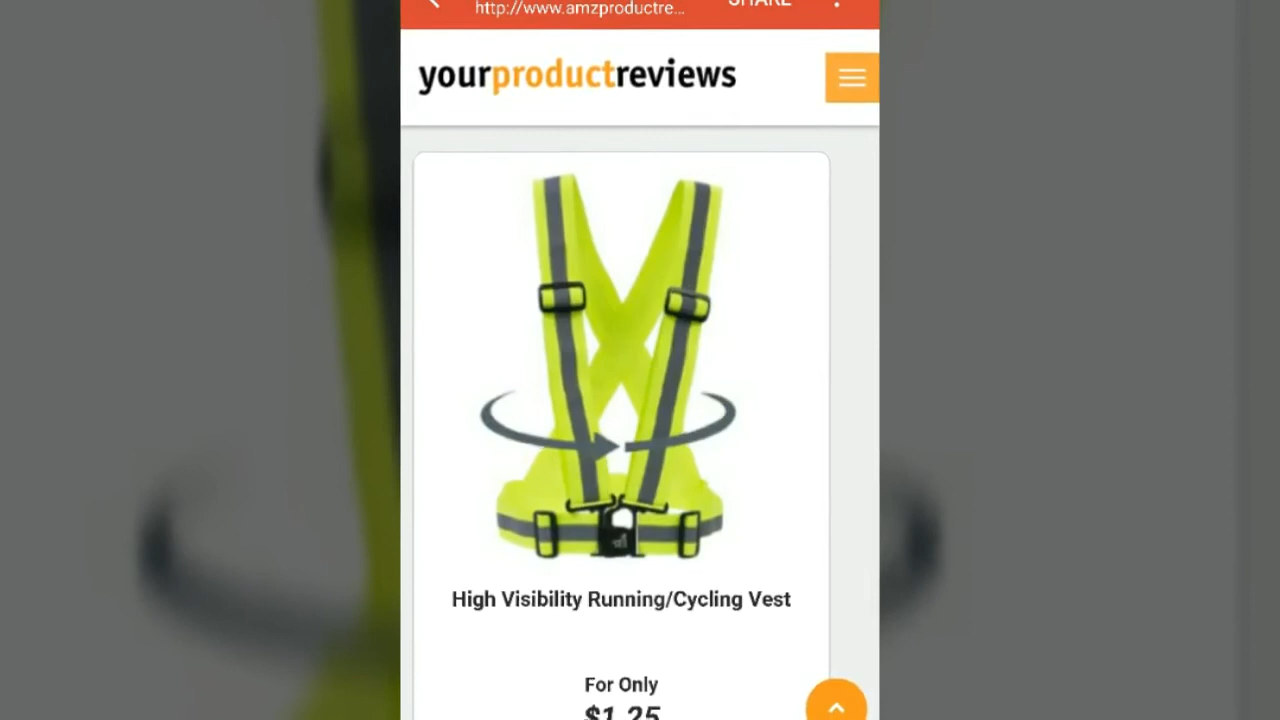 http://www.amzproductre...
SHARE
yourproductreviews
High Visibility Running/Cycling Vest
For Only
$1.25